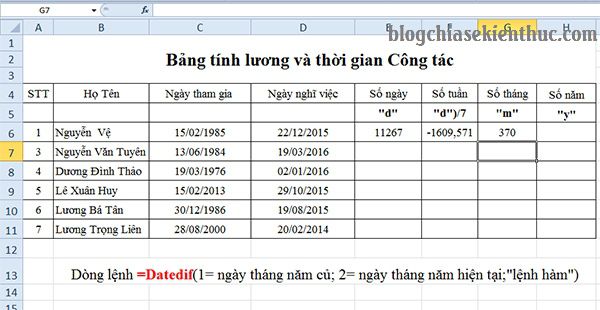 G7 fx
blogchiasekienthuc.com
A B C D E F G H
1
2 Bảng tính lương và thời gian Công tác
3
4 STT Họ Tên Ngày tham gia Ngày nghĩ việc Số ngày Số tuần Số tháng Số năm
5 "d" "d")/7 "m" "y"
6 1 Nguyễn Vệ 15/02/1985 22/12/2015 11267 -1609,571 370
7 3 Nguyễn Văn Tuyên 13/06/1984 19/03/2016
8 4 Dương Đình Thảo 19/03/1976 02/01/2016
9 5 Lê Xuân Huy 15/02/2013 29/10/2015
10 6 Lương Bá Tân 30/12/1986 19/08/2015
11 7 Lương Trọng Liên 28/08/2000 20/02/2014
12
13 Dòng lệnh =Datedif(1= ngày tháng năm củ; 2= ngày tháng năm hiện tại;"lệnh hàm")
14
15